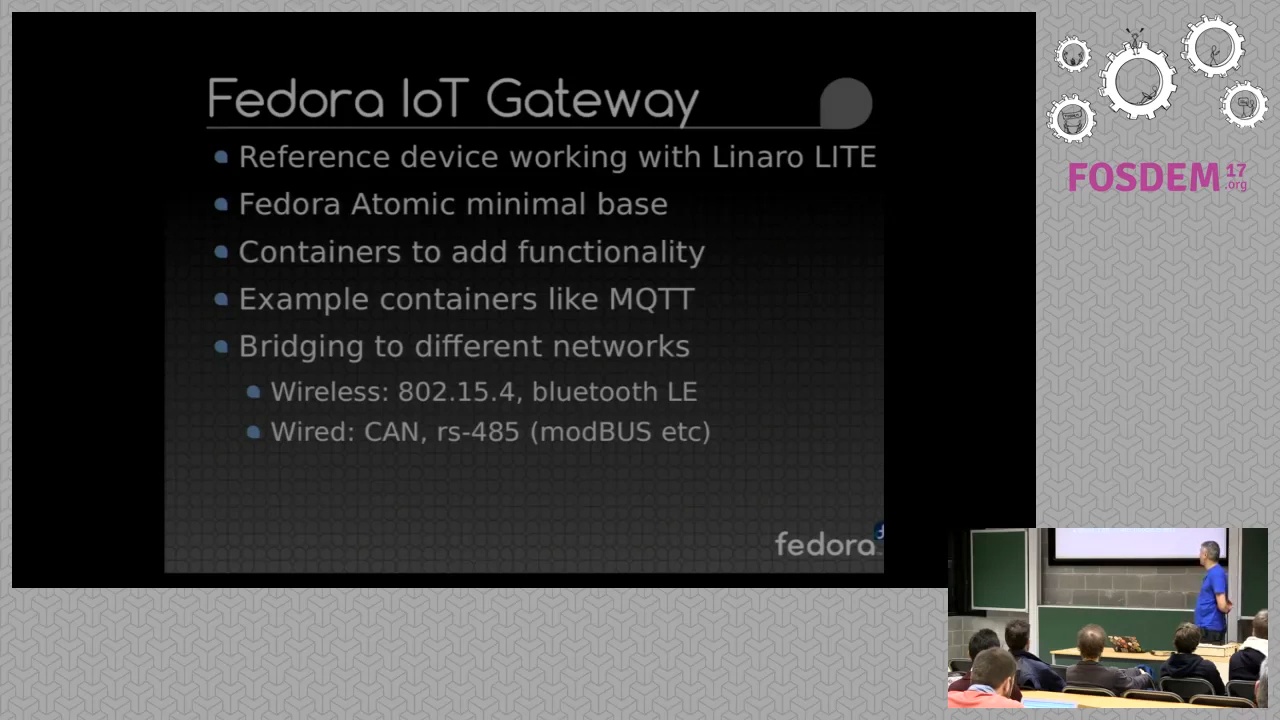 Fedora IoT Gateway
Reference device working with Linaro LITE
Fedora Atomic minimal base
Containers to add functionality
Example containers like MQTT
Bridging to different networks
Wireless: 802.15.4, bluetooth LE
Wired: CAN, rs-485 (modBUS etc)
fedora
FOSDEM 17 .org